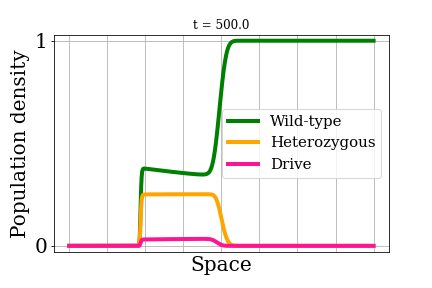 t = 500.0
1
Population density
Wild-type
Heterozygous
Drive
0
Space